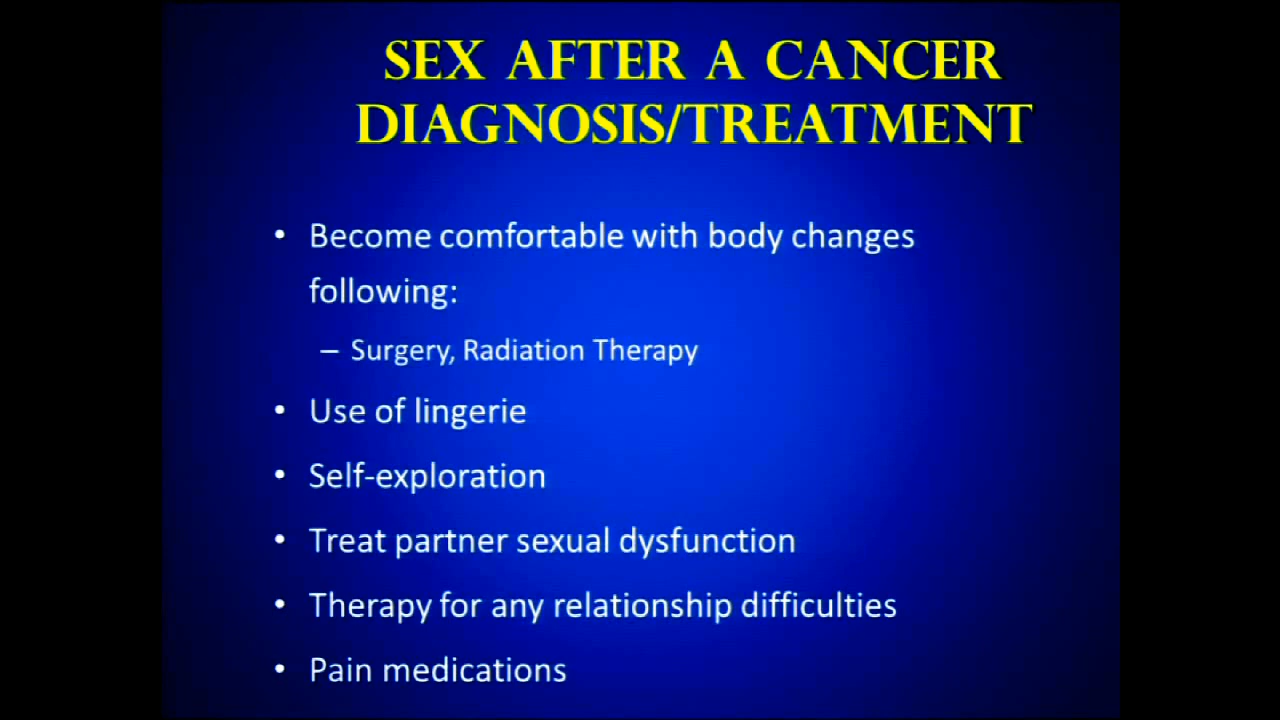 SEX AFTER A CANCER
DIAGNOSIS/TREATMENT
• Become comfortable with body changes
following:
– Surgery, Radiation Therapy
• Use of lingerie
• Self-exploration
• Treat partner sexual dysfunction
• Therapy for any relationship difficulties
• Pain medications